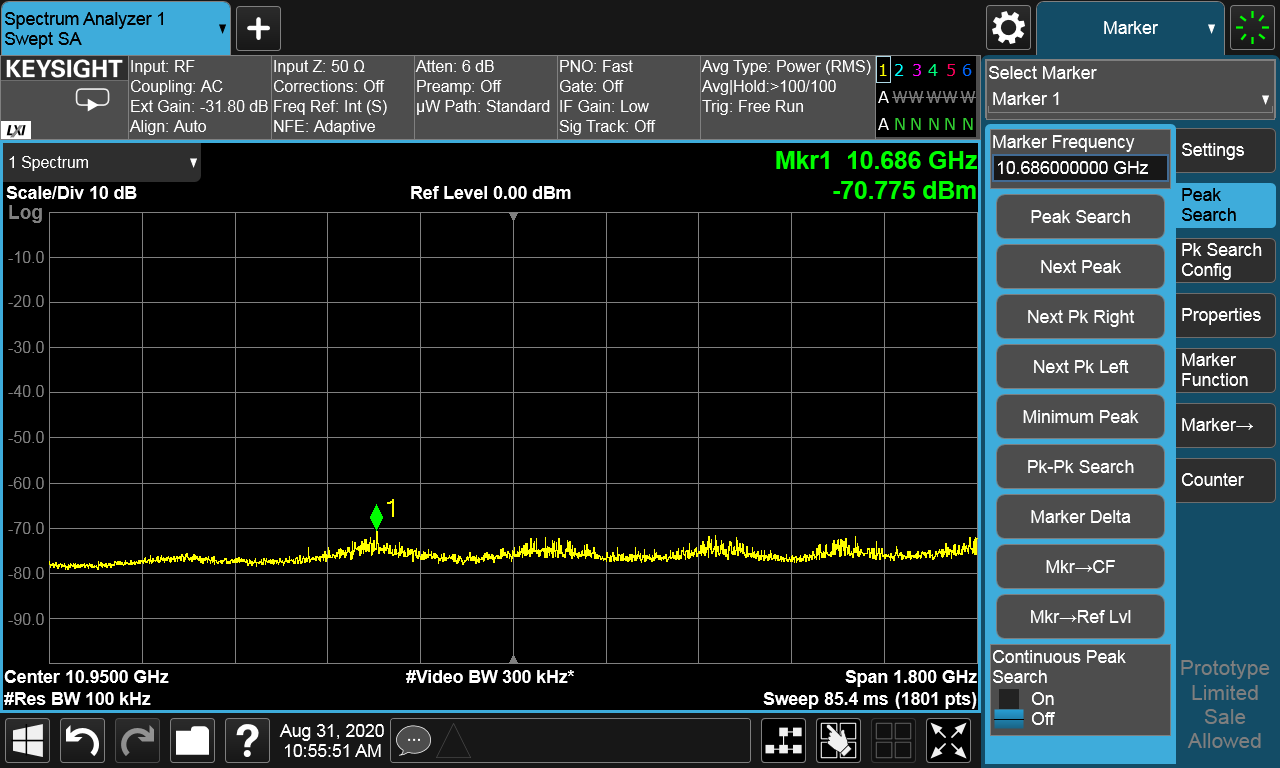 Spectrum Analyzer 1
Swept SA
Marker
KEYSIGHT
LXI
Input: RF
Coupling: AC
Ext Gain: -31.80 dB
Align: Auto
Input Z: 50 Ω
Corrections: Off
Freq Ref: Int (S)
NFE: Adaptive
Atten: 6 dB
Preamp: Off
µW Path: Standard
PNO: Fast
Gate: Off
IF Gain: Low
Sig Track: Off
Avg Type: Power (RMS)
Avg|Hold:>100/100
Trig: Free Run
1 2 3 4 5 6
A W W W W W
A N N N N N
Select Marker
Marker 1
1 Spectrum
Mkr1 10.686 GHz
-70.775 dBm
Scale/Div 10 dB
Ref Level 0.00 dBm
Log
-10.0
-20.0
-30.0
-40.0
-50.0
-60.0
-70.0
-80.0
-90.0
1
Center 10.9500 GHz
#Video BW 300 kHz*
Span 1.800 GHz
#Res BW 100 kHz
Sweep 85.4 ms (1801 pts)
Marker Frequency
10.686000000 GHz
Peak Search
Next Peak
Next Pk Right
Next Pk Left
Minimum Peak
Pk-Pk Search
Marker Delta
Mkr→CF
Mkr→Ref Lvl
Continuous Peak
Search
On
Off
Settings
Peak
Search
Pk Search
Config
Properties
Marker
Function
Marker→
Counter
Prototype
Limited
Sale
Allowed
?
Aug 31, 2020
10:55:51 AM